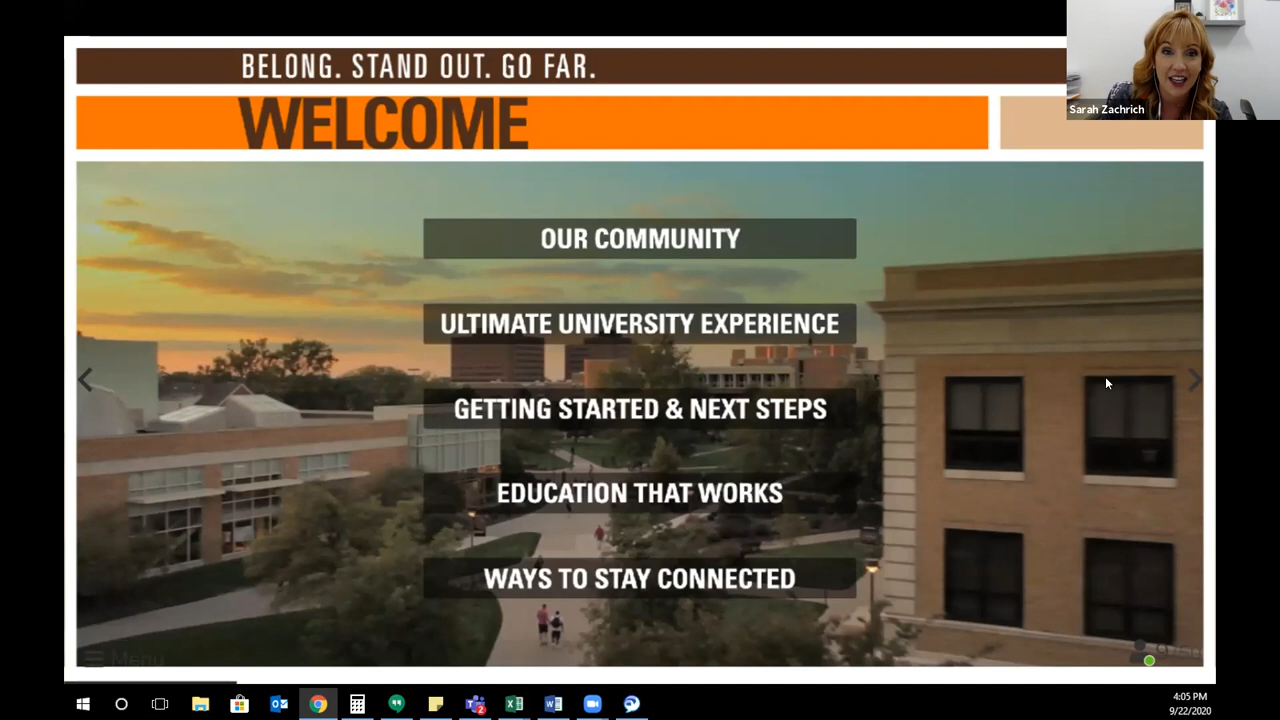 BELONG. STAND OUT. GO FAR.
WELCOME
Sarah Zachrich
OUR COMMUNITY
ULTIMATE UNIVERSITY EXPERIENCE
GETTING STARTED & NEXT STEPS
EDUCATION THAT WORKS
WAYS TO STAY CONNECTED
Menu
4:05 PM
9/22/2020